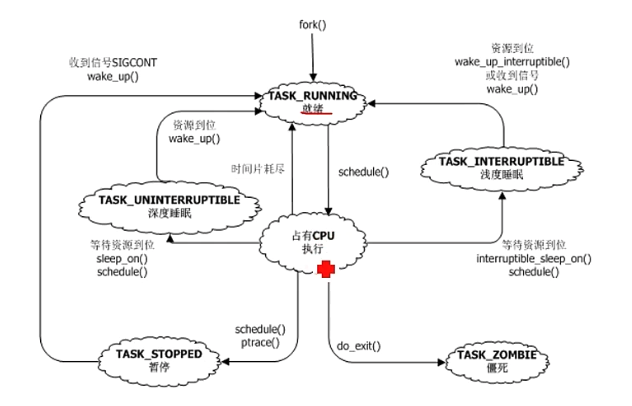 fork()
收到信号SIGCONT
wake_up()
资源到位
wake_up_interruptible()
或收到信号
wake_up()
TASK_RUNNING
就绪
资源到位
wake_up()
时间片耗尽
schedule()
TASK_INTERRUPTIBLE
浅度睡眠
TASK_UNINTERRUPTIBLE
深度睡眠
占有CPU
执行
等待资源到位
sleep_on()
schedule()
等待资源到位
interruptible_sleep_on()
schedule()
schedule()
ptrace()
do_exit()
TASK_STOPPED
暂停
TASK_ZOMBIE
僵死